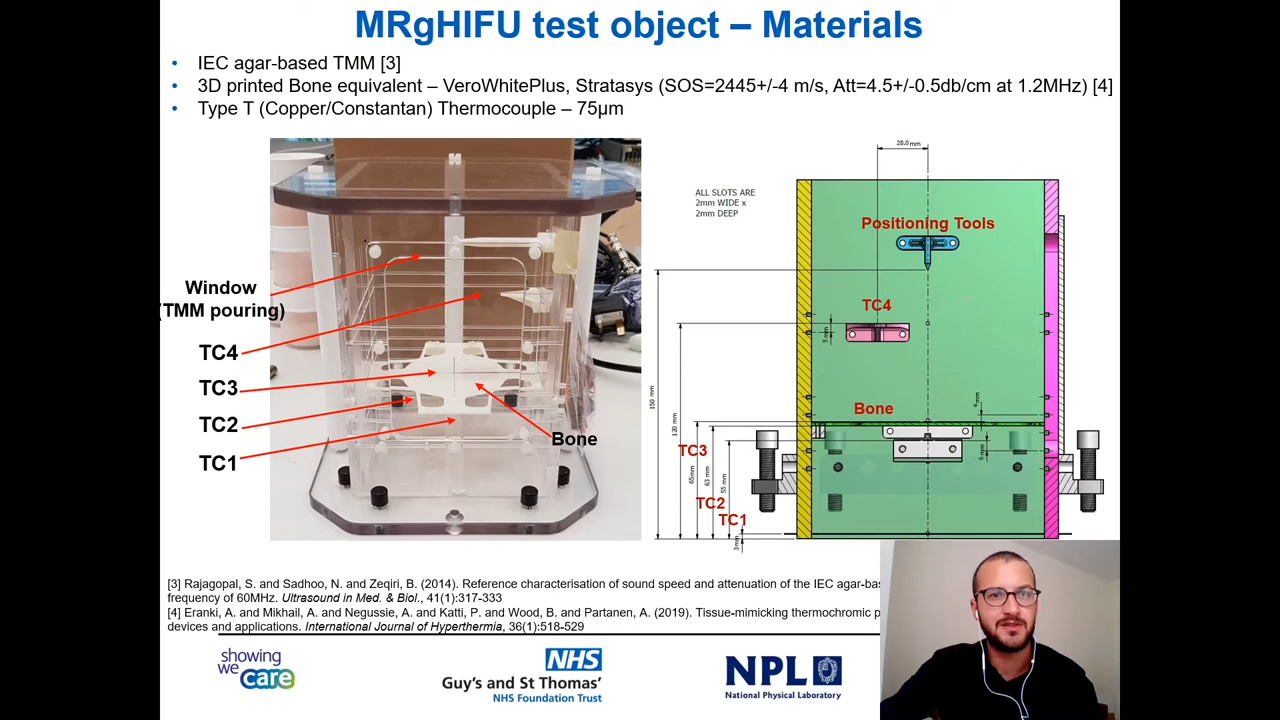 MRgHIFU test object – Materials
• IEC agar-based TMM [3]
• 3D printed Bone equivalent – VeroWhitePlus, Stratasys (SOS=2445+/-4 m/s, Att=4.5+/-0.5db/cm at 1.2MHz) [4]
• Type T (Copper/Constantan) Thermocouple – 75µm
Window
(TMM pouring)
TC4
TC3
TC2
TC1
Bone
28.0 mm
ALL SLOTS ARE
2mm WIDE x
2mm DEEP
Positioning Tools
TC4
5 mm
150 mm
120 mm
Bone
4 mm
TC3
65mm
63 mm
55 mm
6 mm
TC2
TC1
3mm
[3] Rajagopal, S. and Sadhoo, N. and Zeqiri, B. (2014). Reference characterisation of sound speed and attenuation of the IEC agar-bas
frequency of 60MHz. Ultrasound in Med. & Biol., 41(1):317-333
[4] Eranki, A. and Mikhail, A. and Negussie, A. and Katti, P. and Wood, B. and Partanen, A. (2019). Tissue-mimicking thermochromic p
devices and applications. International Journal of Hyperthermia, 36(1):518-529
showing
we
care
NHS
Guy's and St Thomas'
NHS Foundation Trust
NPL
National Physical Laboratory